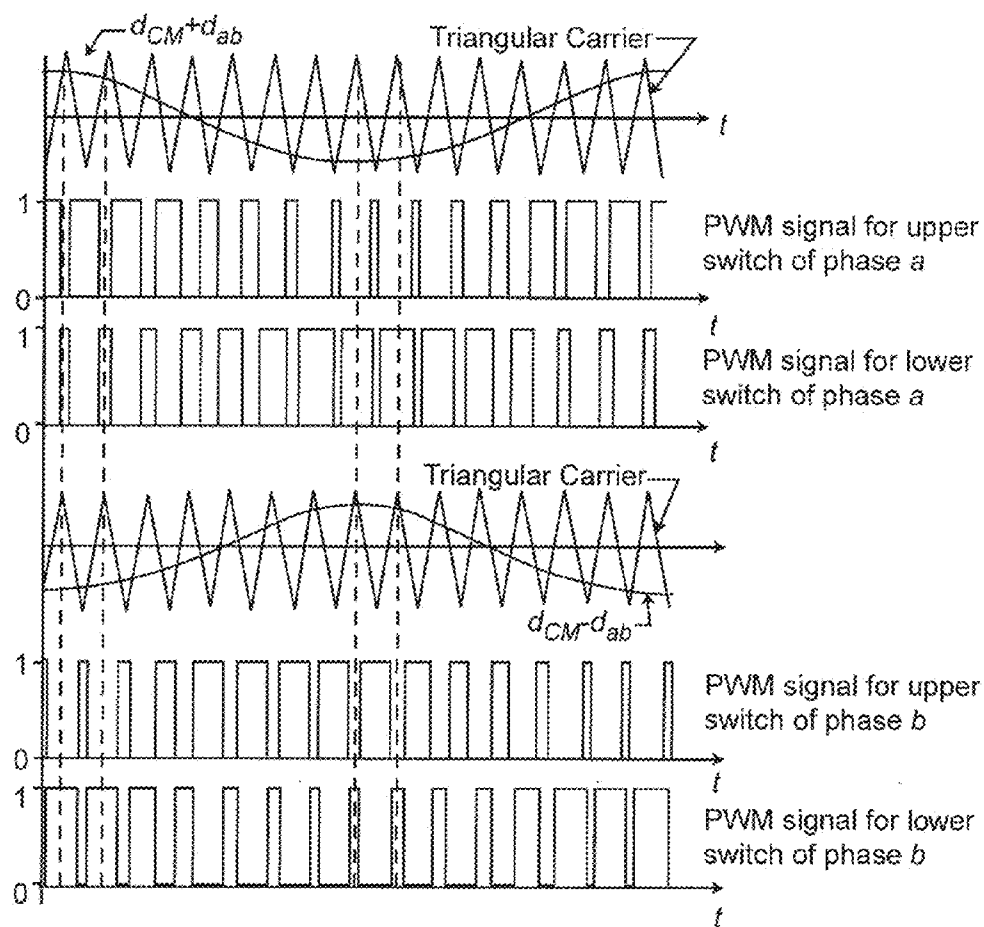 d_CM+d_ab
Triangular Carrier
t
1
0
PWM signal for upper
switch of phase a
t
1
0
PWM signal for lower
switch of phase a
t
Triangular Carrier
d_CM-d_ab
1
0
PWM signal for upper
switch of phase b
t
1
0
PWM signal for lower
switch of phase b
t